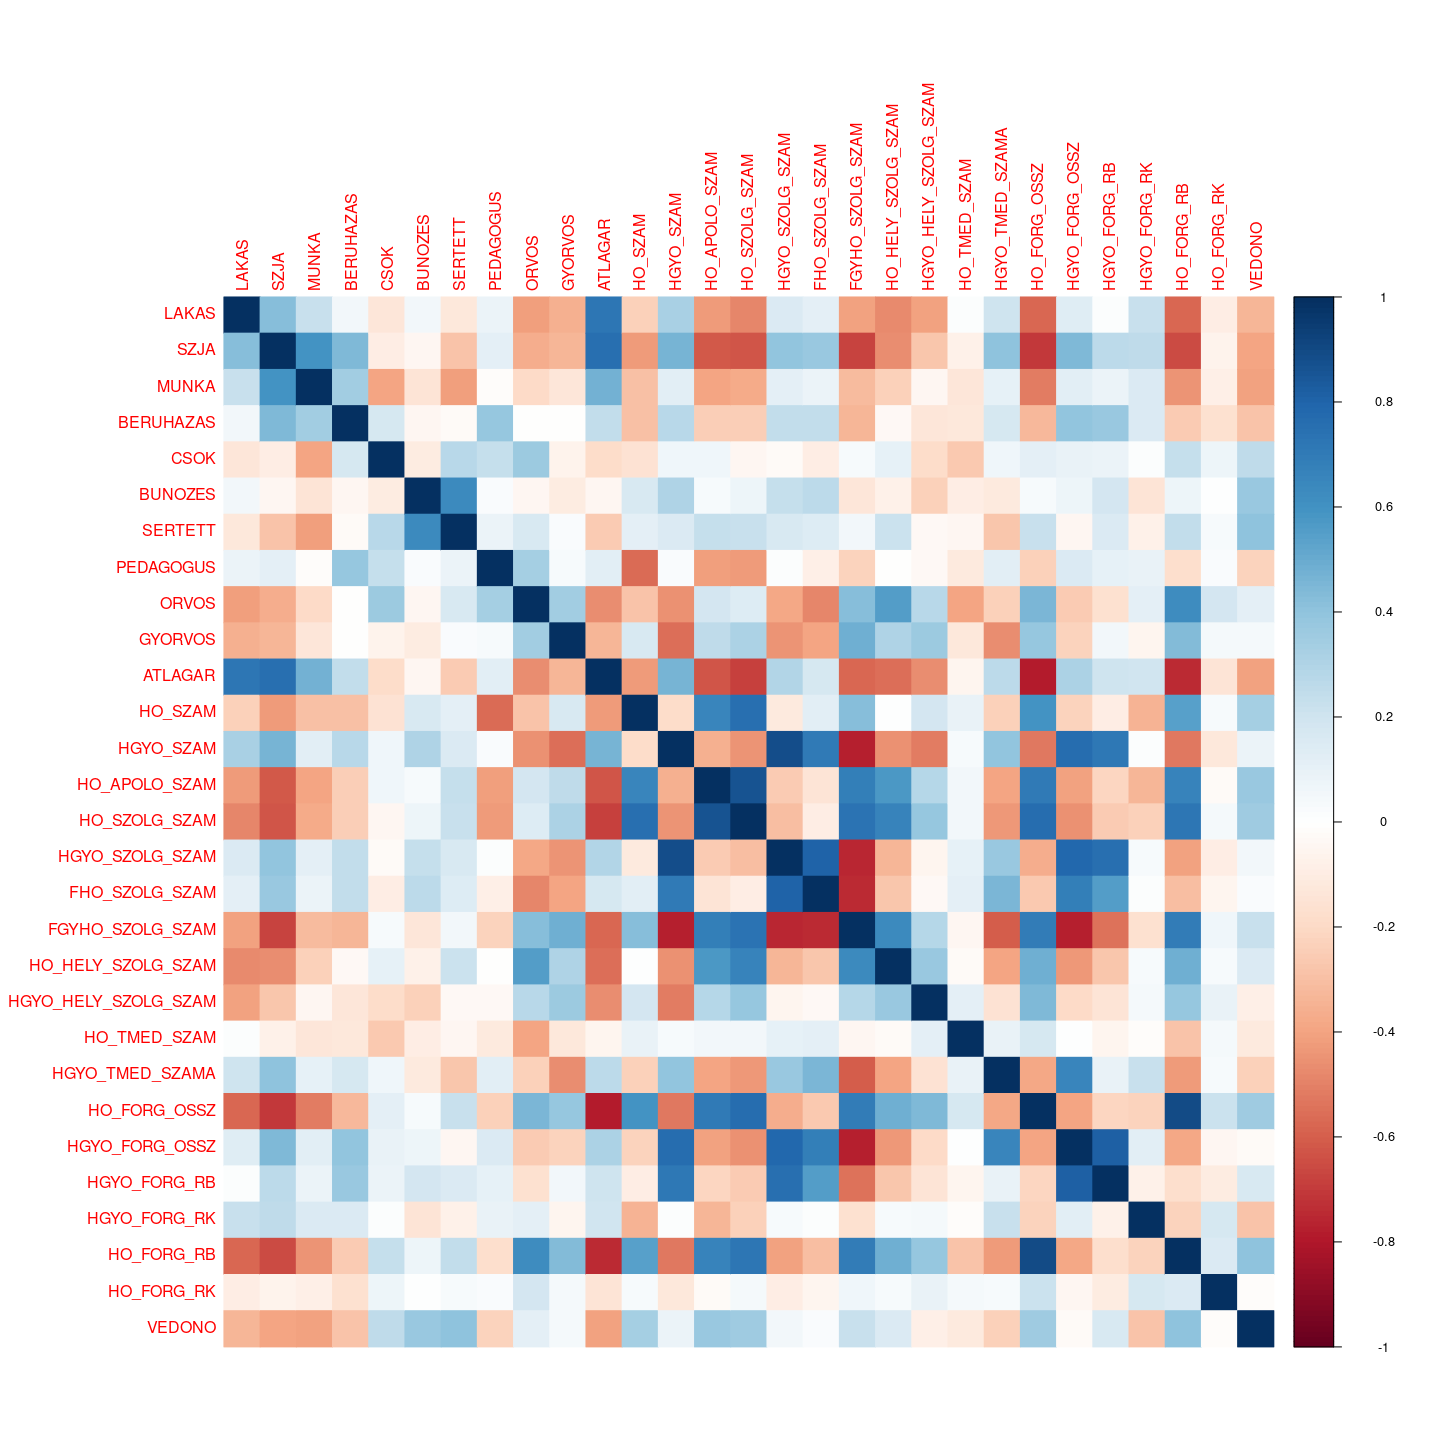 LAKAS
SZJA
MUNKA
BERUHAZAS
CSOK
BUNOZES
SERTETT
PEDAGOGUS
ORVOS
GYORVOS
ATLAGAR
HO_SZAM
HGYO_SZAM
HO_APOLO_SZAM
HO_SZOLG_SZAM
HGYO_SZOLG_SZAM
FHO_SZOLG_SZAM
FGYHO_SZOLG_SZAM
HO_HELY_SZOLG_SZAM
HGYO_HELY_SZOLG_SZAM
HO_TMED_SZAM
HGYO_TMED_SZAMA
HO_FORG_OSSZ
HGYO_FORG_OSSZ
HGYO_FORG_RB
HGYO_FORG_RK
HO_FORG_RB
HO_FORG_RK
VEDONO
LAKAS
SZJA
MUNKA
BERUHAZAS
CSOK
BUNOZES
SERTETT
PEDAGOGUS
ORVOS
GYORVOS
ATLAGAR
HO_SZAM
HGYO_SZAM
HO_APOLO_SZAM
HO_SZOLG_SZAM
HGYO_SZOLG_SZAM
FHO_SZOLG_SZAM
FGYHO_SZOLG_SZAM
HO_HELY_SZOLG_SZAM
HGYO_HELY_SZOLG_SZAM
HO_TMED_SZAM
HGYO_TMED_SZAMA
HO_FORG_OSSZ
HGYO_FORG_OSSZ
HGYO_FORG_RB
HGYO_FORG_RK
HO_FORG_RB
HO_FORG_RK
VEDONO
1
0.8
0.6
0.4
0.2
0
-0.2
-0.4
-0.6
-0.8
-1